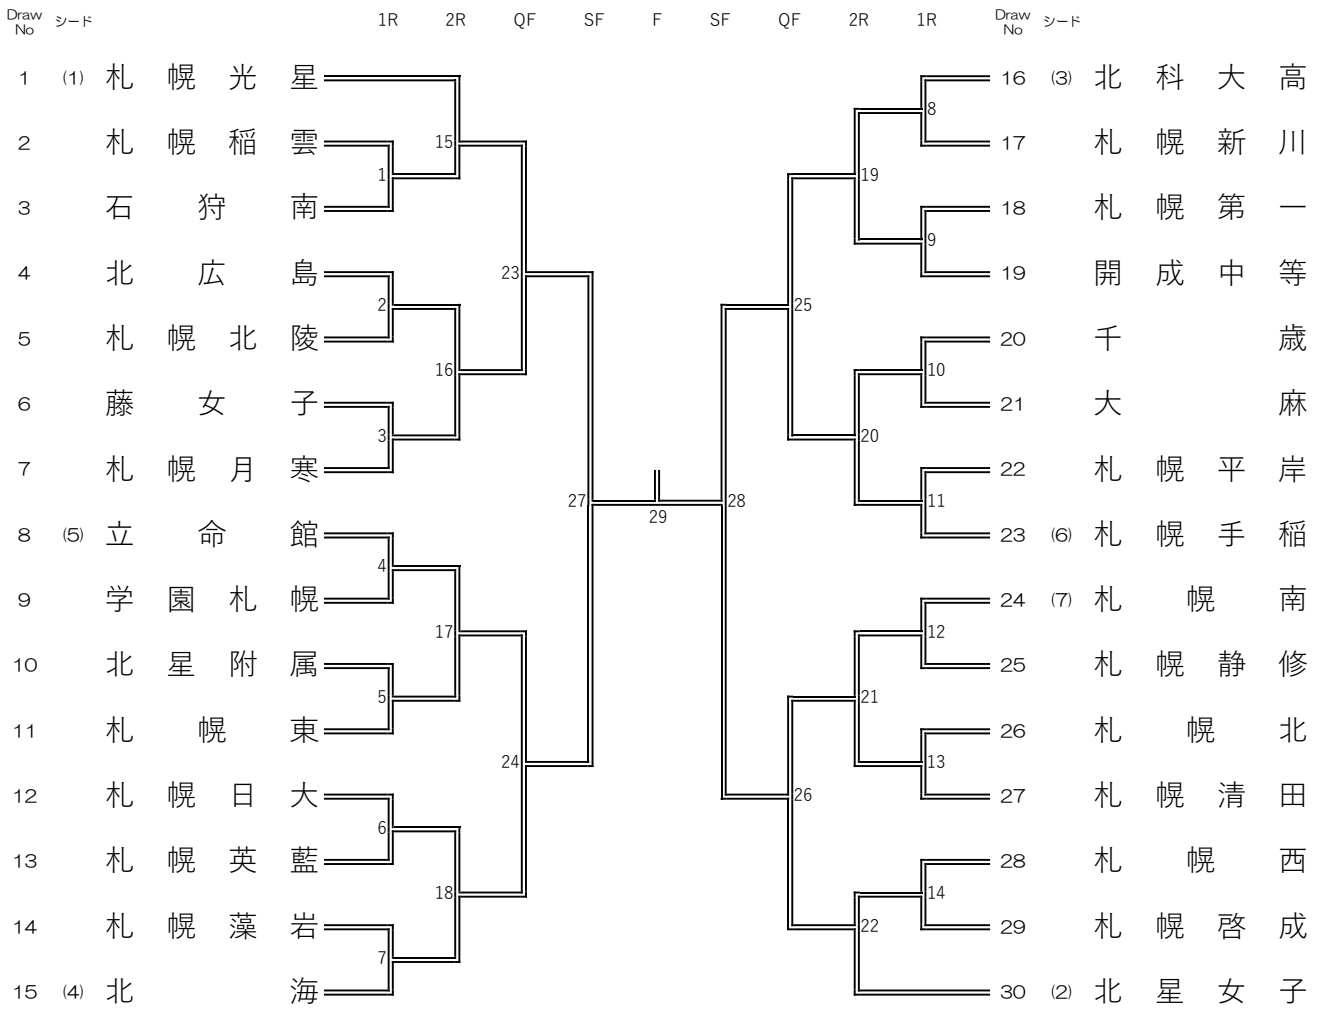 Draw No シード 1R 2R QF SF F SF QF 2R 1R Draw No シード
1 (1) 札幌光星 16 (3) 北科大高
8
2 札幌稲雲 15 17 札幌新川
1 19
3 石狩南 18 札幌第一
9
4 北広島 23 19 開成中等
2 25
5 札幌北陵 20 千歳
16 10
6 藤女子 21 大麻
3 20
7 札幌月寒 22 札幌平岸
27 28 11
29
8 (5) 立命館 23 (6) 札幌手稲
4
9 学園札幌 24 (7) 札幌南
17 12
10 北星附属 25 札幌静修
5 21
11 札幌東 26 札幌北
24 13
12 札幌日大 26 27 札幌清田
6
13 札幌英藍 28 札幌西
18 14
14 札幌藻岩 22 29 札幌啓成
7
15 (4) 北海 30 (2) 北星女子